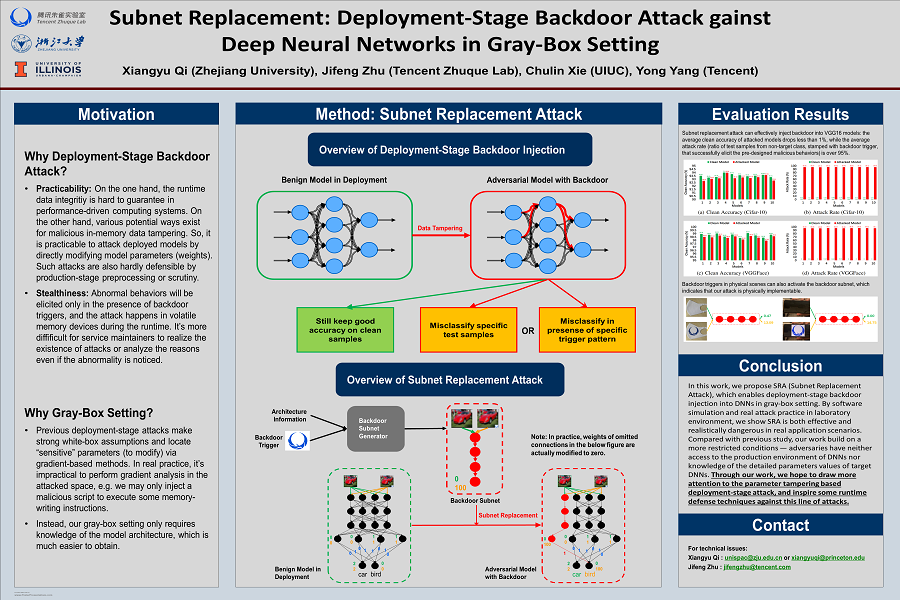 腾讯朱雀实验室
Tencent Zhuque Lab
浙江大学
ZHEJIANG UNIVERSITY
UNIVERSITY OF
ILLINOIS
URBANA-CHAMPAIGN
Subnet Replacement: Deployment-Stage Backdoor Attack gainst
Deep Neural Networks in Gray-Box Setting
Xiangyu Qi (Zhejiang University), Jifeng Zhu (Tencent Zhuque Lab), Chulin Xie (UIUC), Yong Yang (Tencent)
Motivation
Why Deployment-Stage Backdoor
Attack?
• Practicability: On the one hand, the runtime
data integritiy is hard to guarantee in
performance-driven computing systems. On
the other hand, various potential ways exist
for malicious in-memory data tampering. So, it
is practicable to attack deployed models by
directly modifying model parameters (weights).
Such attacks are also hardly defensible by
production-stage preprocessing or scrutiny.
• Stealthiness: Abnormal behaviors will be
elicited only in the presence of backdoor
triggers, and the attack happens in volatile
memory devices during the runtime. It's more
difficult for service maintainers to realize the
existence of attacks or analyze the reasons
even if the abnormality is noticed.
Why Gray-Box Setting?
• Previous deployment-stage attacks make
strong white-box assumptions and locate
"sensitive" parameters (to modify) via
gradient-based methods. In real practice, it's
impractical to perform gradient analysis in the
attacked space, e.g. we may only inject a
malicious script to execute some memory-
writing instructions.
• Instead, our gray-box setting only requires
knowledge of the model architecture, which is
much easier to obtain.
Method: Subnet Replacement Attack
Overview of Deployment-Stage Backdoor Injection
Benign Model in Deployment
Adversarial Model with Backdoor
Data Tampering
Still keep good
accuracy on clean
samples
Misclassify specific
test samples
OR
Misclassify in
presense of specific
trigger pattern
Overview of Subnet Replacement Attack
Architecture
Information
Backdoor
Trigger
Backdoor
Subnet
Generator
0
100
Backdoor Subnet
Note: In practice, weights of omitted
connections in the below figure are
actually modified to zero.
Subnet Replacement
Benign Model in
Deployment
car bird
Adversarial Model
with Backdoor
car bird
Evaluation Results
Subnet replacement attack can effectively inject backdoor into VGG16 models: the
average clean accuracy of attacked models drops less than 1%, while the average
attack rate (ratio of test samples from non-target class, stamped with backdoor trigger,
that successfully elicit the pre-designed malicious behaviors) is over 95%.
Clean Model Attacked Model
Clean Model Attacked Model
Models
Models
(a) Clean Accuracy (Cifar-10)
(b) Attack Rate (Cifar-10)
Clean Model Attacked Model
Clean Model Attacked Model
Models
Models
(c) Clean Accuracy (VGGFace)
(d) Attack Rate (VGGFace)
Backdoor triggers in physical scenes can also activate the backdoor subnet, which
indicates that our attack is physically implementable.
Conclusion
In this work, we propose SRA (Subnet Replacement
Attack), which enables deployment-stage backdoor
injection into DNNs in gray-box setting. By software
simulation and real attack practice in laboratory
environment, we show SRA is both effective and
realistically dangerous in real application scenarios.
Compared with previous study, our work build on a
more restricted conditions — adversaries have neither
access to the production environment of DNNs nor
knowledge of the detailed parameters values of target
DNNs. Through our work, we hope to draw more
attention to the parameter tampering based
deployment-stage attack, and inspire some runtime
defense techniques against this line of attacks.
Contact
For technical issues:
Xiangyu Qi : unispac@zju.edu.cn or xiangyuqi@princeton.edu
Jifeng Zhu : jifengzhu@tencent.com